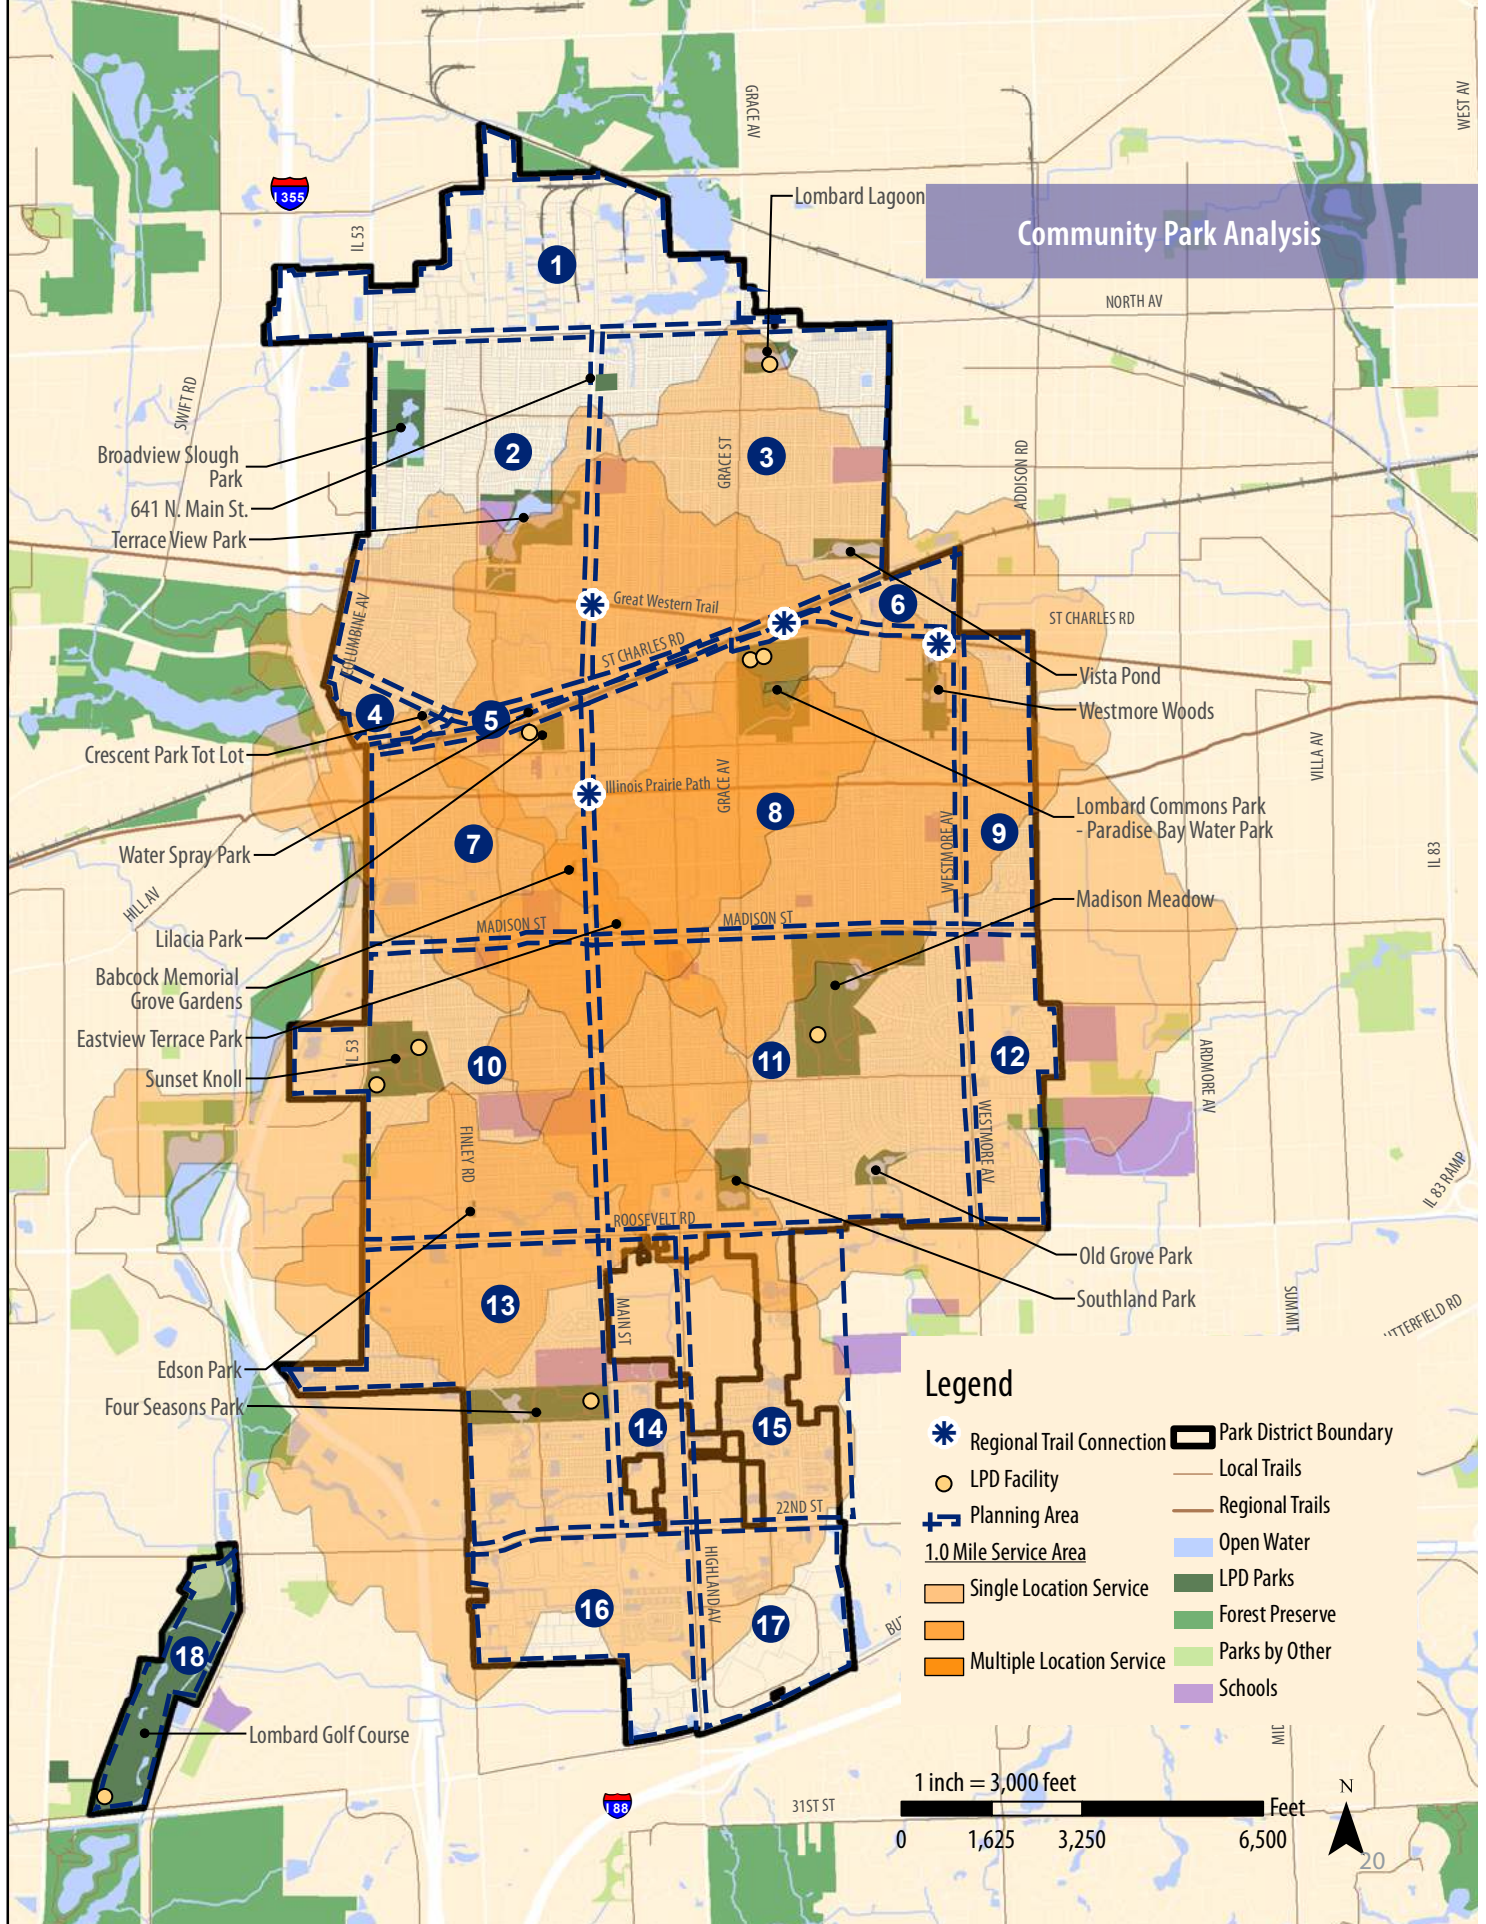 GRACE AV
WEST AV
I 355
Lombard Lagoon
Community Park Analysis
IL 53
1
NORTH AV
SWIFT RD
2
GRACE ST
3
ADDISON RD
Broadview Slough
Park
641 N. Main St.
Terrace View Park
COLUMBINE AV
Great Western Trail
6
ST CHARLES RD
ST CHARLES RD
Vista Pond
Westmore Woods
4
5
Crescent Park Tot Lot
VILLA AV
Illinois Prairie Path
GRACE AV
8
Lombard Commons Park
- Paradise Bay Water Park
7
9
WESTMORE AV
IL 83
Water Spray Park
HILL AV
Madison Meadow
MADISON ST
MADISON ST
Lilacia Park
Babcock Memorial
Grove Gardens
Eastview Terrace Park
IL 53
10
11
12
ARDMORE AV
Sunset Knoll
FINLEY RD
WESTMORE AV
IL 83 RAMP
ROOSEVELT RD
Old Grove Park
Southland Park
13
MAIN ST
SUMMIT
UTTERFIELD RD
Edson Park
Four Seasons Park
14
15
22ND ST
HIGHLAND AV
16
17
BU
18
Lombard Golf Course
Legend
Regional Trail Connection
LPD Facility
Planning Area
1.0 Mile Service Area
Single Location Service
Multiple Location Service
Park District Boundary
Local Trails
Regional Trails
Open Water
LPD Parks
Forest Preserve
Parks by Other
Schools
1 inch = 3,000 feet
Feet
0 1,625 3,250 6,500
N
I 88
31ST ST
20